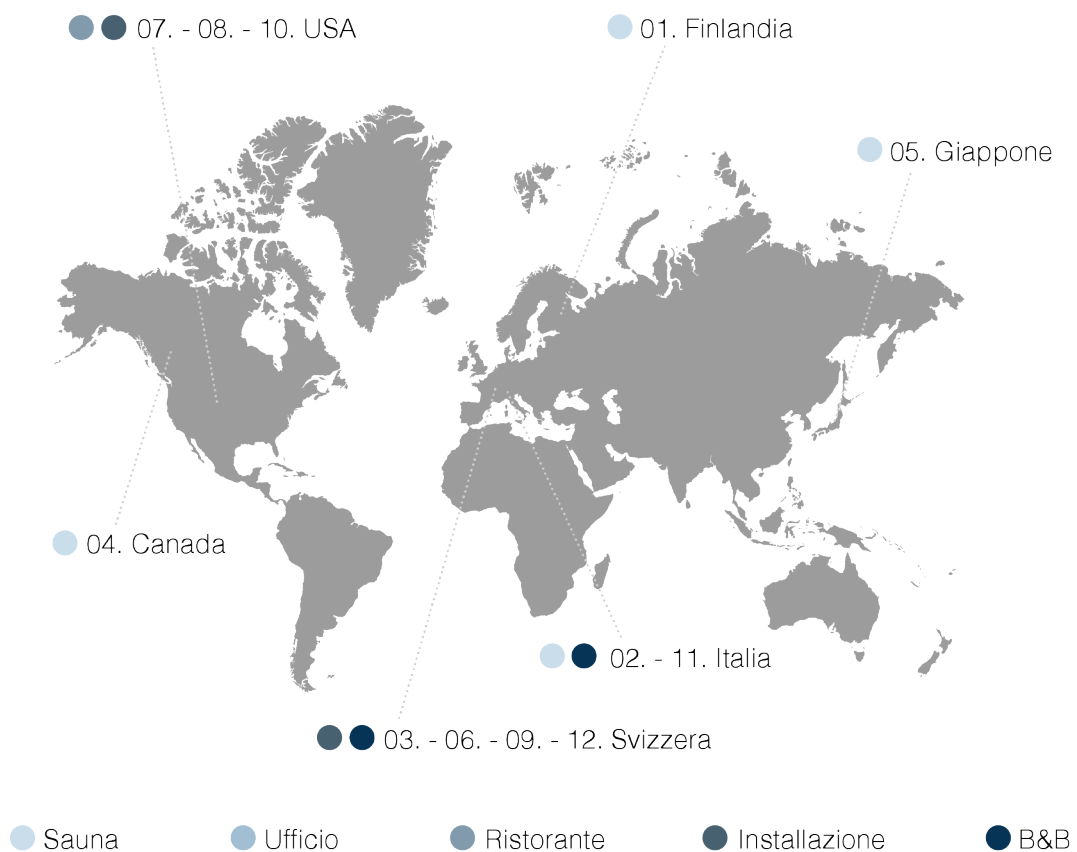 07. - 08. - 10. USA
01. Finlandia
05. Giappone
04. Canada
02. - 11. Italia
03. - 06. - 09. - 12. Svizzera
Sauna
Ufficio
Ristorante
Installazione
B&B